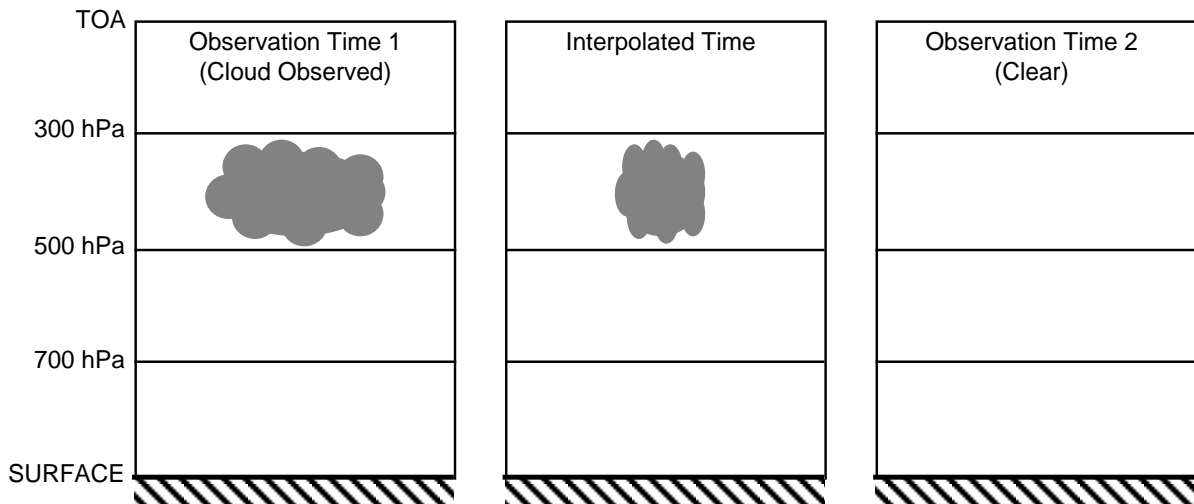 TOA
Observation Time 1
(Cloud Observed)
Interpolated Time
Observation Time 2
(Clear)
300 hPa
500 hPa
700 hPa
SURFACE